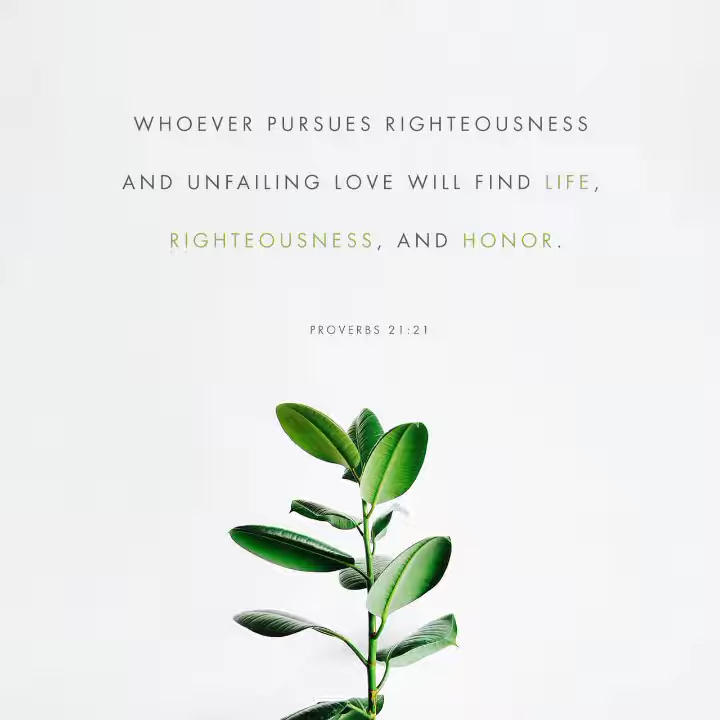 WHOEVER PURSUES RIGHTEOUSNESS
AND UNFAILING LOVE WILL FIND LIFE,
RIGHTEOUSNESS, AND HONOR.
PROVERBS 21:21